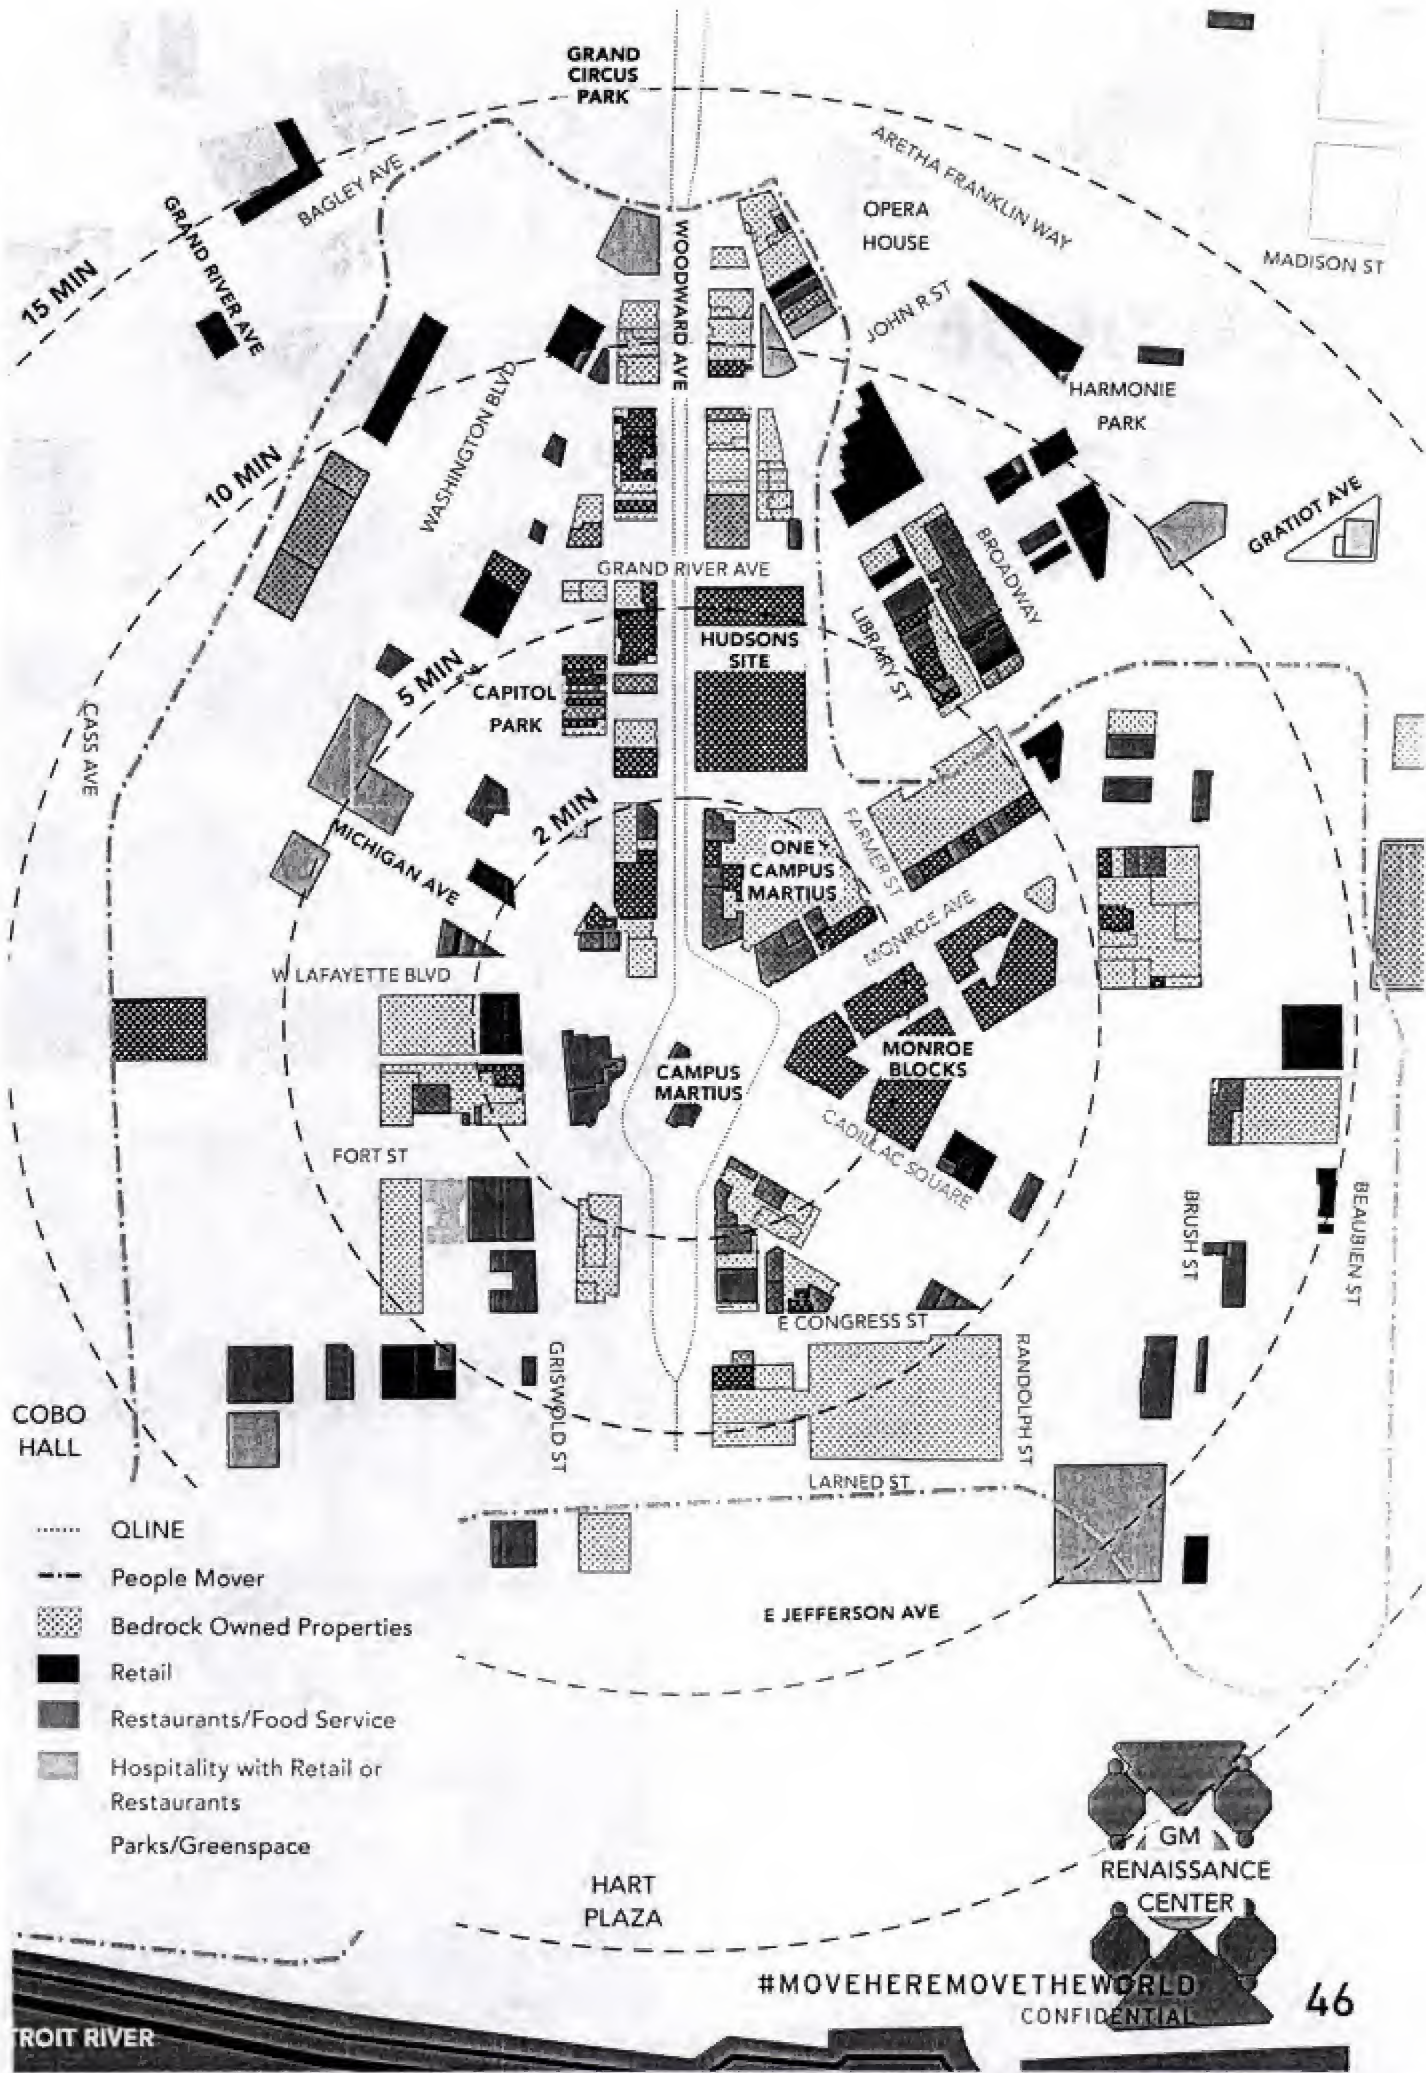 GRAND
CIRCUS
PARK
ARETHA FRANKLIN WAY
BAGLEY AVE
OPERA
HOUSE
GRAND RIVER AVE
WOODWARD AVE
MADISON ST
15 MIN
JOHN R ST
HARMONIE
PARK
WASHINGTON BLVD
10 MIN
GRATIOT AVE
BROADWAY
GRAND RIVER AVE
HUDSONS
SITE
LIBRARY ST
5 MIN
CAPITOL
PARK
CASS AVE
2 MIN
MICHIGAN AVE
FARMER ST
ONE
CAMPUS
MARTIUS
MONROE AVE
W LAFAYETTE BLVD
MONROE
BLOCKS
CAMPUS
MARTIUS
CADILLAC SQUARE
FORT ST
BRUSH ST
BEAUBIEN ST
E CONGRESS ST
GRISWOLD ST
RANDOLPH ST
COBO
HALL
LARNED ST
QLINE
People Mover
Bedrock Owned Properties
Retail
Restaurants/Food Service
Hospitality with Retail or
Restaurants
Parks/Greenspace
E JEFFERSON AVE
GM
RENAISSANCE
CENTER
HART
PLAZA
#MOVEHEREMOVETHEWORLD
CONFIDENTIAL
46
TROIT RIVER